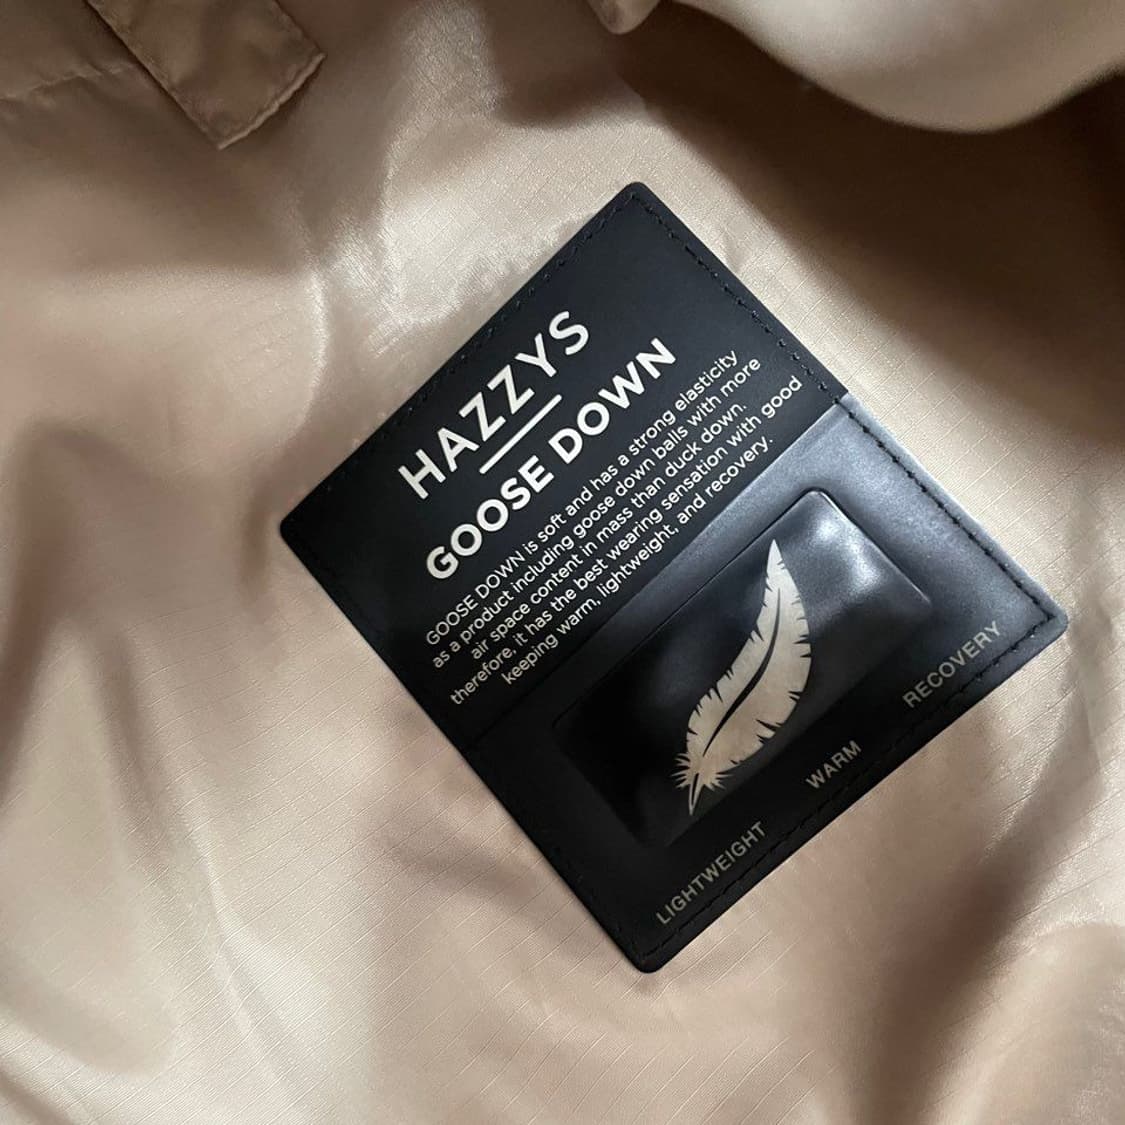 HAZZYS
GOOSE DOWN
GOOSE DOWN is soft and has a strong elasticity
as a product including goose down balls with more
air space content in mass than duck down.
therefore, it has the best wearing sensation with good
keeping warm, lightweight, and recovery.
LIGHTWEIGHT WARM RECOVERY